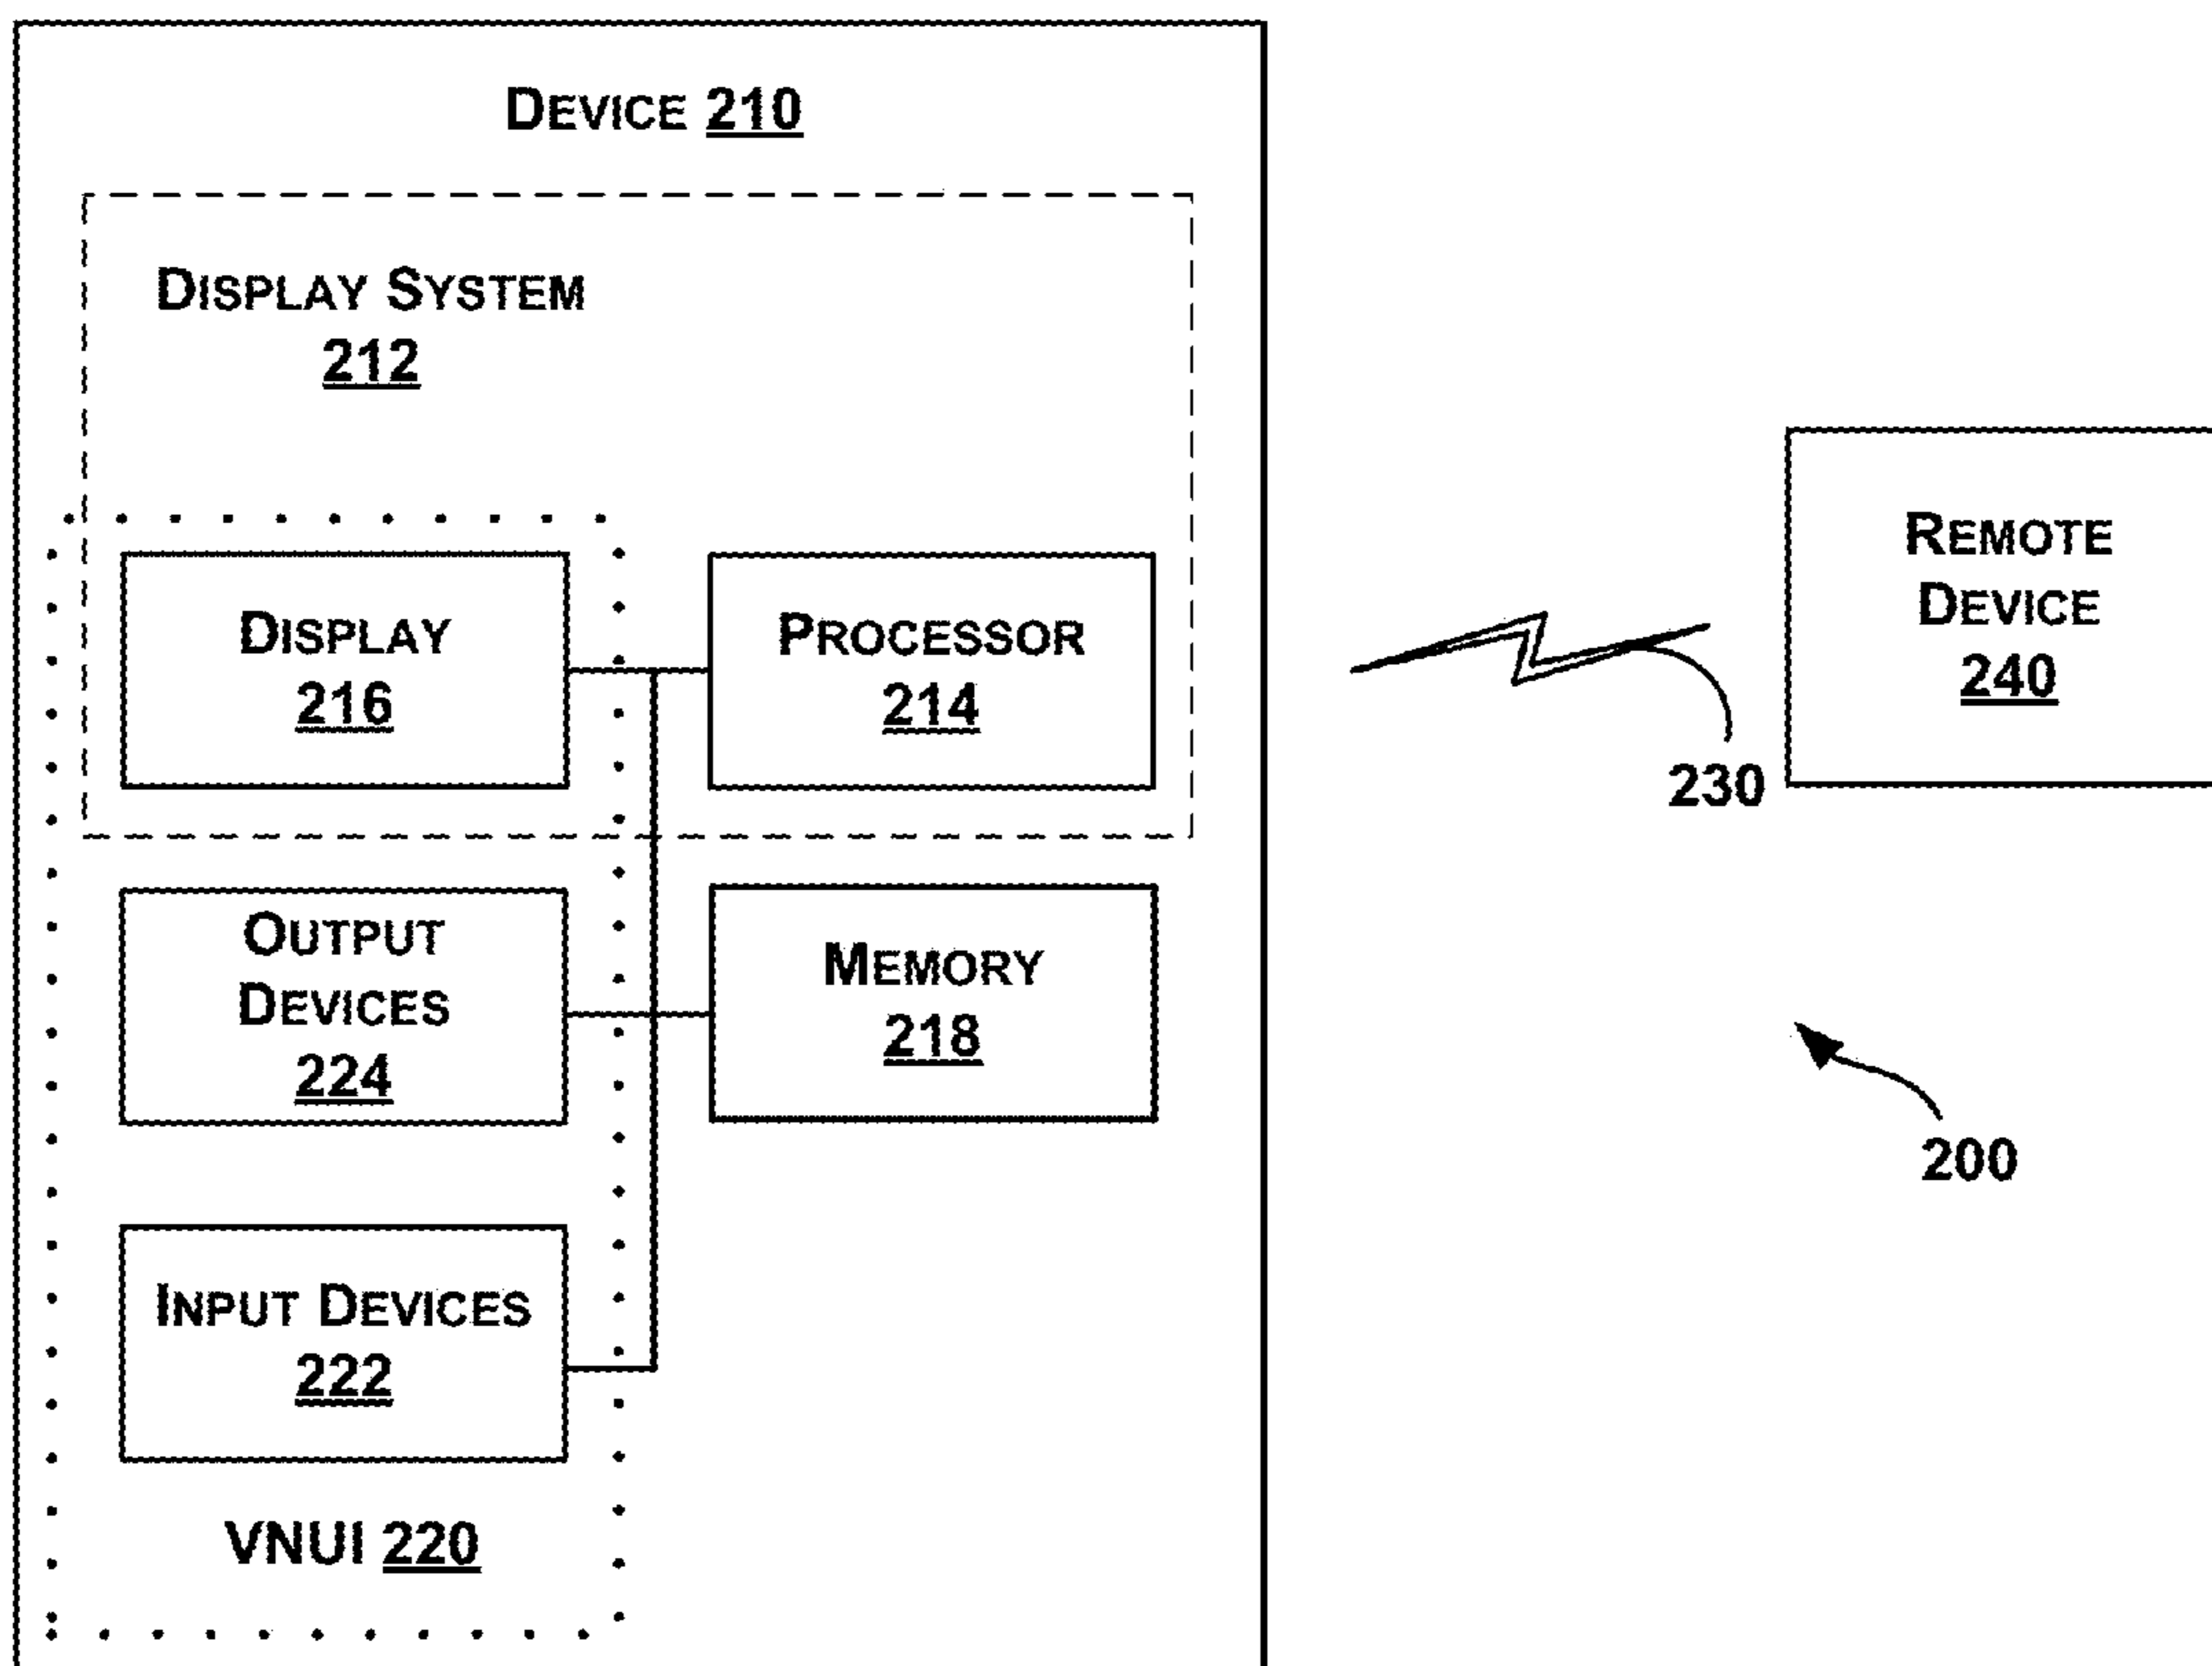 DEVICE 210
DISPLAY SYSTEM
212
DISPLAY
216
PROCESSOR
214
OUTPUT
DEVICES
224
MEMORY
218
INPUT DEVICES
222
VNUI 220
REMOTE
DEVICE
240
230
200